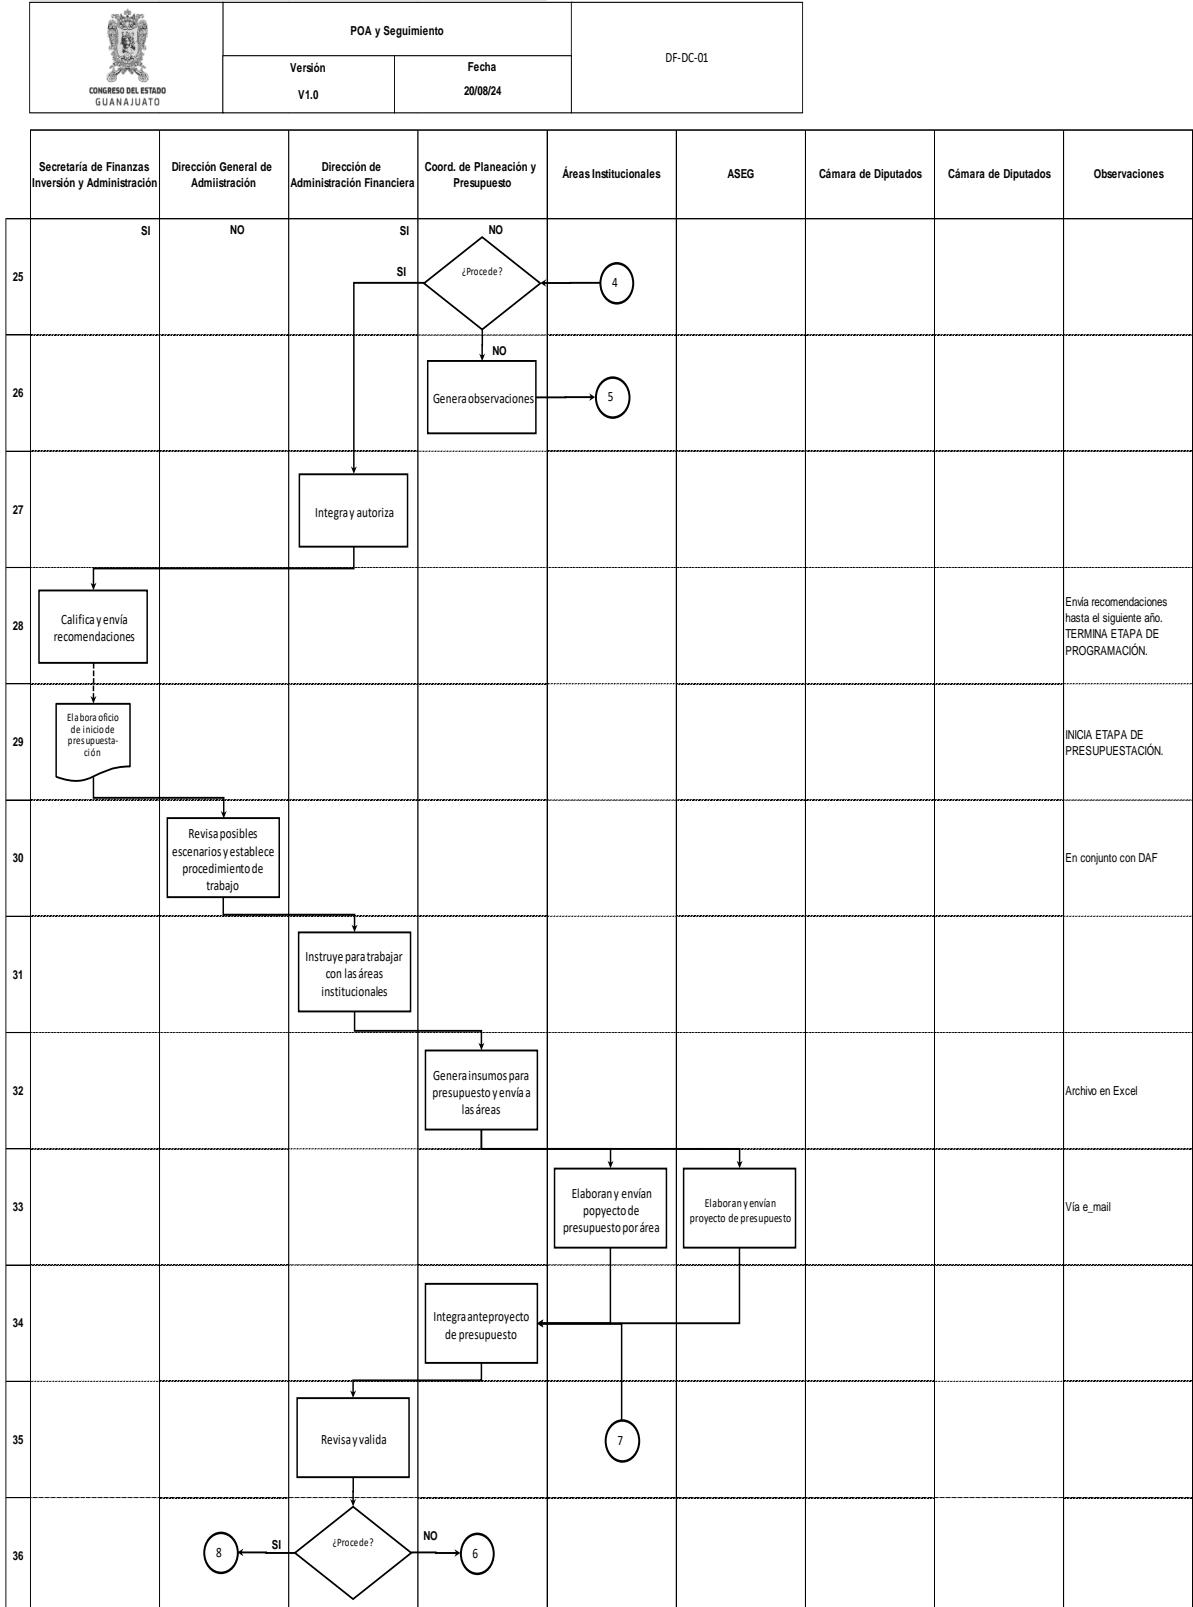 POA y Seguimiento
DF-DC-01
Versión
Fecha
V1.0
20/08/24
CONGRESO DEL ESTADO
GUANAJUATO
Secretaría de Finanzas
Inversión y Administración
Dirección General de
Admiistración
Dirección de
Administración Financiera
Coord. de Planeación y
Presupuesto
Áreas Institucionales
ASEG
Cámara de Diputados
Cámara de Diputados
Observaciones
SI
NO
SI
NO
25
SI
¿Procede?
4
26
NO
Genera observaciones
5
27
Integra y autoriza
28
Califica y envía
recomendaciones
Envía recomendaciones
hasta el siguiente año.
TERMINA ETAPA DE
PROGRAMACIÓN.
29
Elabora oficio
de inicio de
presupuesta-
ción
INICIA ETAPA DE
PRESUPUESTACIÓN.
30
Revisa posibles
escenarios y establece
procedimiento de
trabajo
En conjunto con DAF
31
Instruye para trabajar
con las áreas
institucionales
32
Genera insumos para
presupuesto y envía a
las áreas
Archivo en Excel
33
Elaboran y envían
popyecto de
presupuesto por área
Elaboran y envían
proyecto de presupuesto
Vía e_mail
34
Integra anteproyecto
de presupuesto
35
Revisa y valida
7
36
8
SI
¿Procede?
NO
6